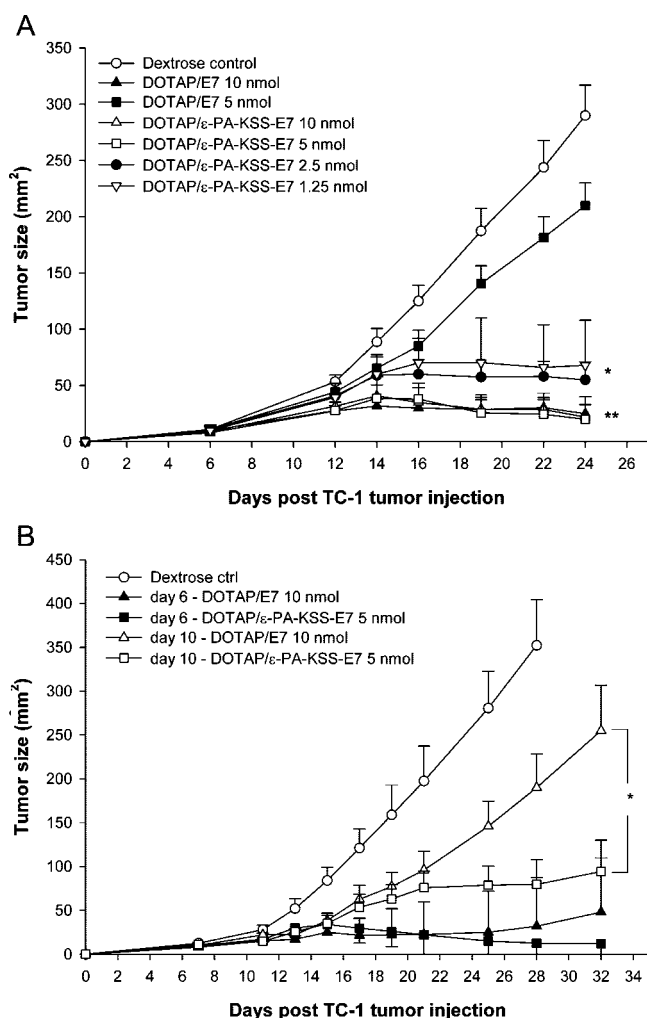 A
350
300
250
200
150
100
50
0
Tumor size (mm²)
Dextrose control
DOTAP/E7 10 nmol
DOTAP/E7 5 nmol
DOTAP/ε-PA-KSS-E7 10 nmol
DOTAP/ε-PA-KSS-E7 5 nmol
DOTAP/ε-PA-KSS-E7 2.5 nmol
DOTAP/ε-PA-KSS-E7 1.25 nmol
*
**
0 2 4 6 8 10 12 14 16 18 20 22 24 26
Days post TC-1 tumor injection
B
450
400
350
300
250
200
150
100
50
0
Tumor size (mm²)
Dextrose ctrl
day 6 - DOTAP/E7 10 nmol
day 6 - DOTAP/ε-PA-KSS-E7 5 nmol
day 10 - DOTAP/E7 10 nmol
day 10 - DOTAP/ε-PA-KSS-E7 5 nmol
*
0 2 4 6 8 10 12 14 16 18 20 22 24 26 28 30 32 34
Days post TC-1 tumor injection